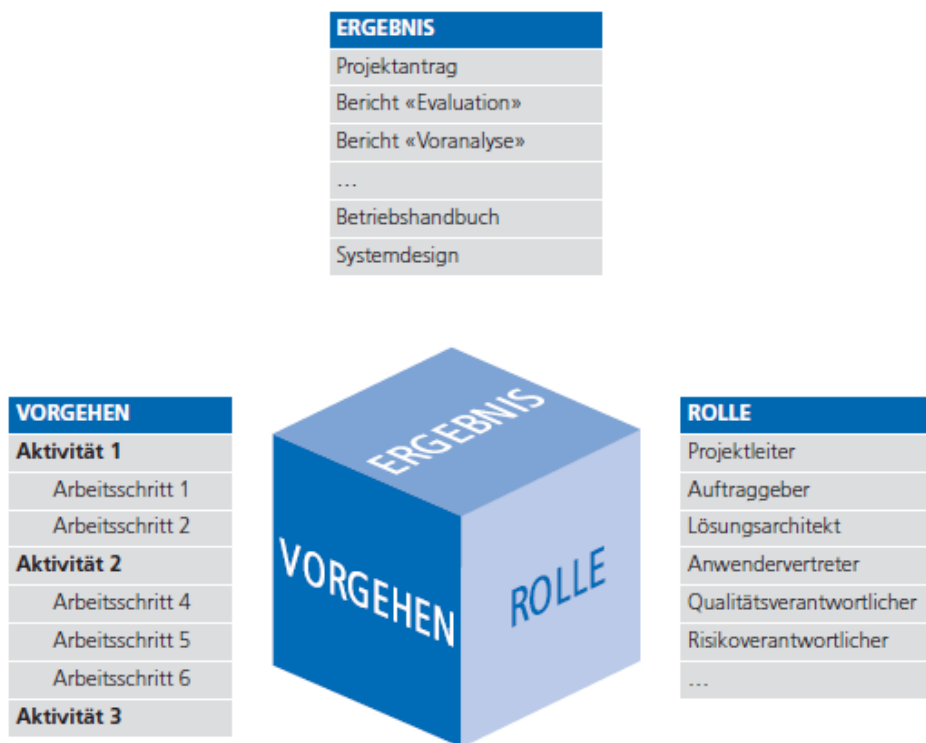 ERGEBNIS
Projektantrag
Bericht «Evaluation»
Bericht «Voranalyse»
...
Betriebshandbuch
Systemdesign
VORGEHEN
Aktivität 1
Arbeitsschritt 1
Arbeitsschritt 2
Aktivität 2
Arbeitsschritt 4
Arbeitsschritt 5
Arbeitsschritt 6
Aktivität 3
ERGEBNIS
VORGEHEN
ROLLE
ROLLE
Projektleiter
Auftraggeber
Lösungsarchitekt
Anwendervertreter
Qualitätsverantwortlicher
Risikoverantwortlicher
...